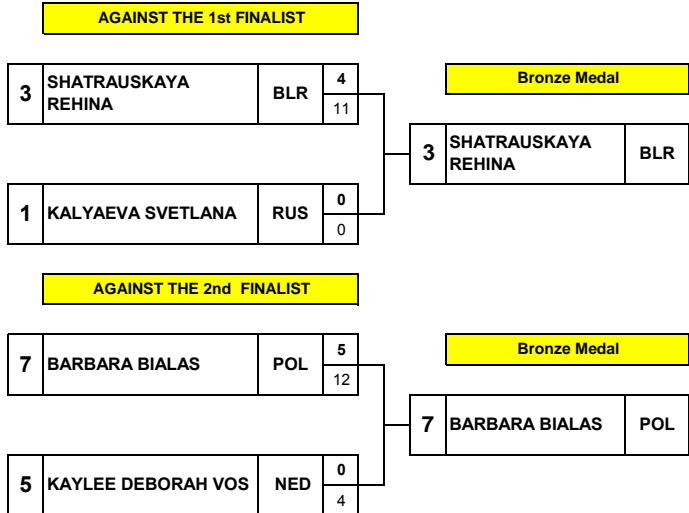 AGAINST THE 1st FINALIST
3 SHATRAUSKAYA REHINA BLR 4 11
Bronze Medal
3 SHATRAUSKAYA REHINA BLR
1 KALYAEVA SVETLANA RUS 0 0
AGAINST THE 2nd FINALIST
7 BARBARA BIALAS POL 5 12
Bronze Medal
7 BARBARA BIALAS POL
5 KAYLEE DEBORAH VOS NED 0 4